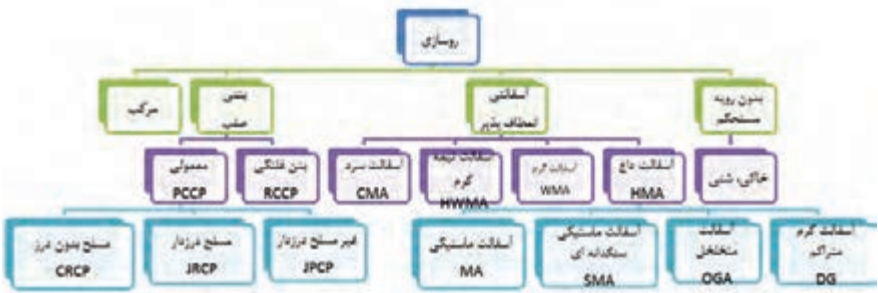 روسازی
بدون رویه
مستحکم
آسفالتی
انعطاف پذیر
بتنی
صلب
مرکب
خاکی، شنی
آسفالت داغ
HMA
آسفالت گرم
WMA
آسفالت نیمه
گرم
HWMA
آسفالت سرد
CMA
بتن غلتکی
RCCP
معمولی
PCCP
آسفالت گرم
متراکم
DG
آسفالت
متخلخل
OGA
آسفالت ماستیکی
سنگدانه ای
SMA
آسفالت ماستیکی
MA
غیر مسلح درزدار
JPCP
مسلح درزدار
JRCP
مسلح بدون درز
CRCP